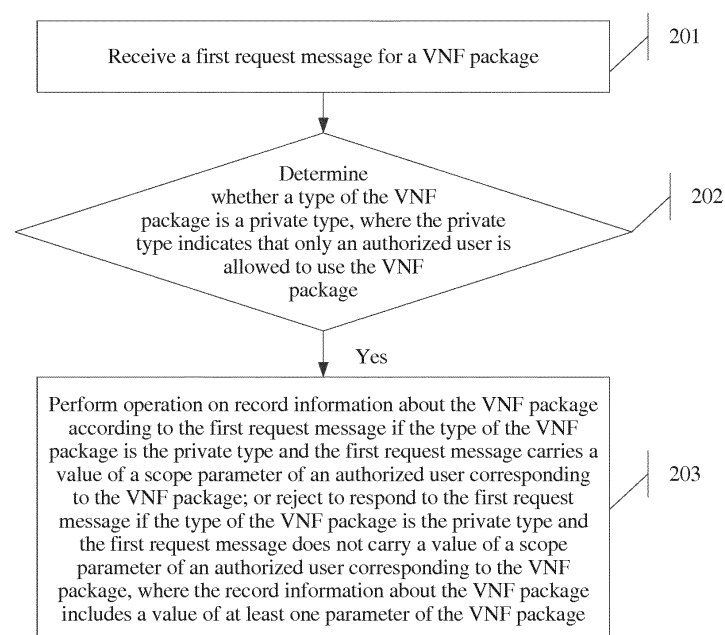 Receive a first request message for a VNF package
201
Determine
whether a type of the VNF
package is a private type, where the private
type indicates that only an authorized user is
allowed to use the VNF
package
202
Yes
Perform operation on record information about the VNF package
according to the first request message if the type of the VNF
package is the private type and the first request message carries a
value of a scope parameter of an authorized user corresponding
to the VNF package; or reject to respond to the first request
message if the type of the VNF package is the private type and
the first request message does not carry a value of a scope
parameter of an authorized user corresponding to the VNF
package, where the record information about the VNF package
includes a value of at least one parameter of the VNF package
203